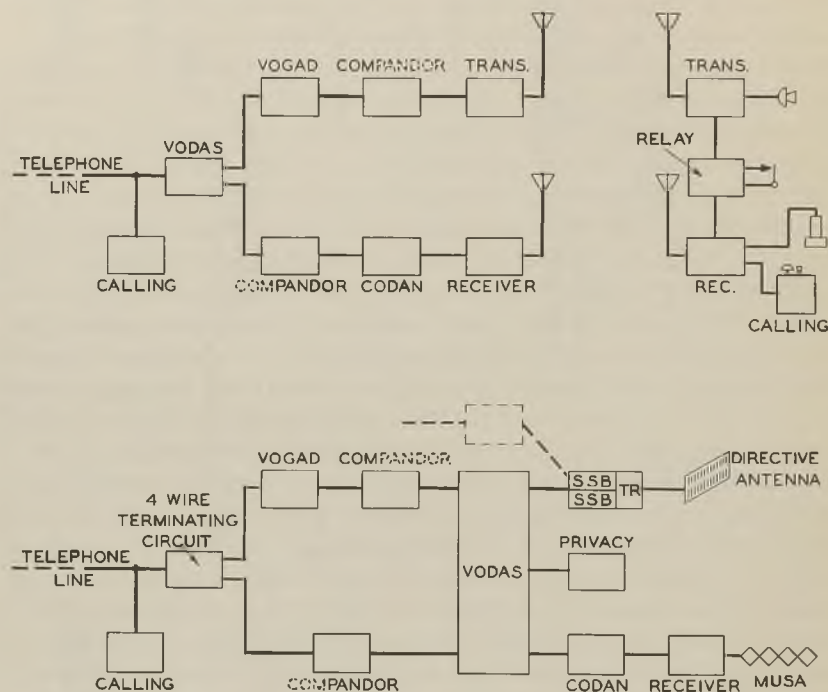 VOGAD
COMPANDOR
TRANS.
TRANS.
VODAS
RELAY
TELEPHONE
LINE
CALLING
COMPANDOR
CODAN
RECEIVER
REC.
CALLING
VOGAD
COMPANDOR
SSB
SSB
TR
DIRECTIVE
ANTENNA
4 WIRE
TERMINATING
CIRCUIT
PRIVACY
TELEPHONE
LINE
VODAS
CALLING
COMPANDOR
CODAN
RECEIVER
MUSA